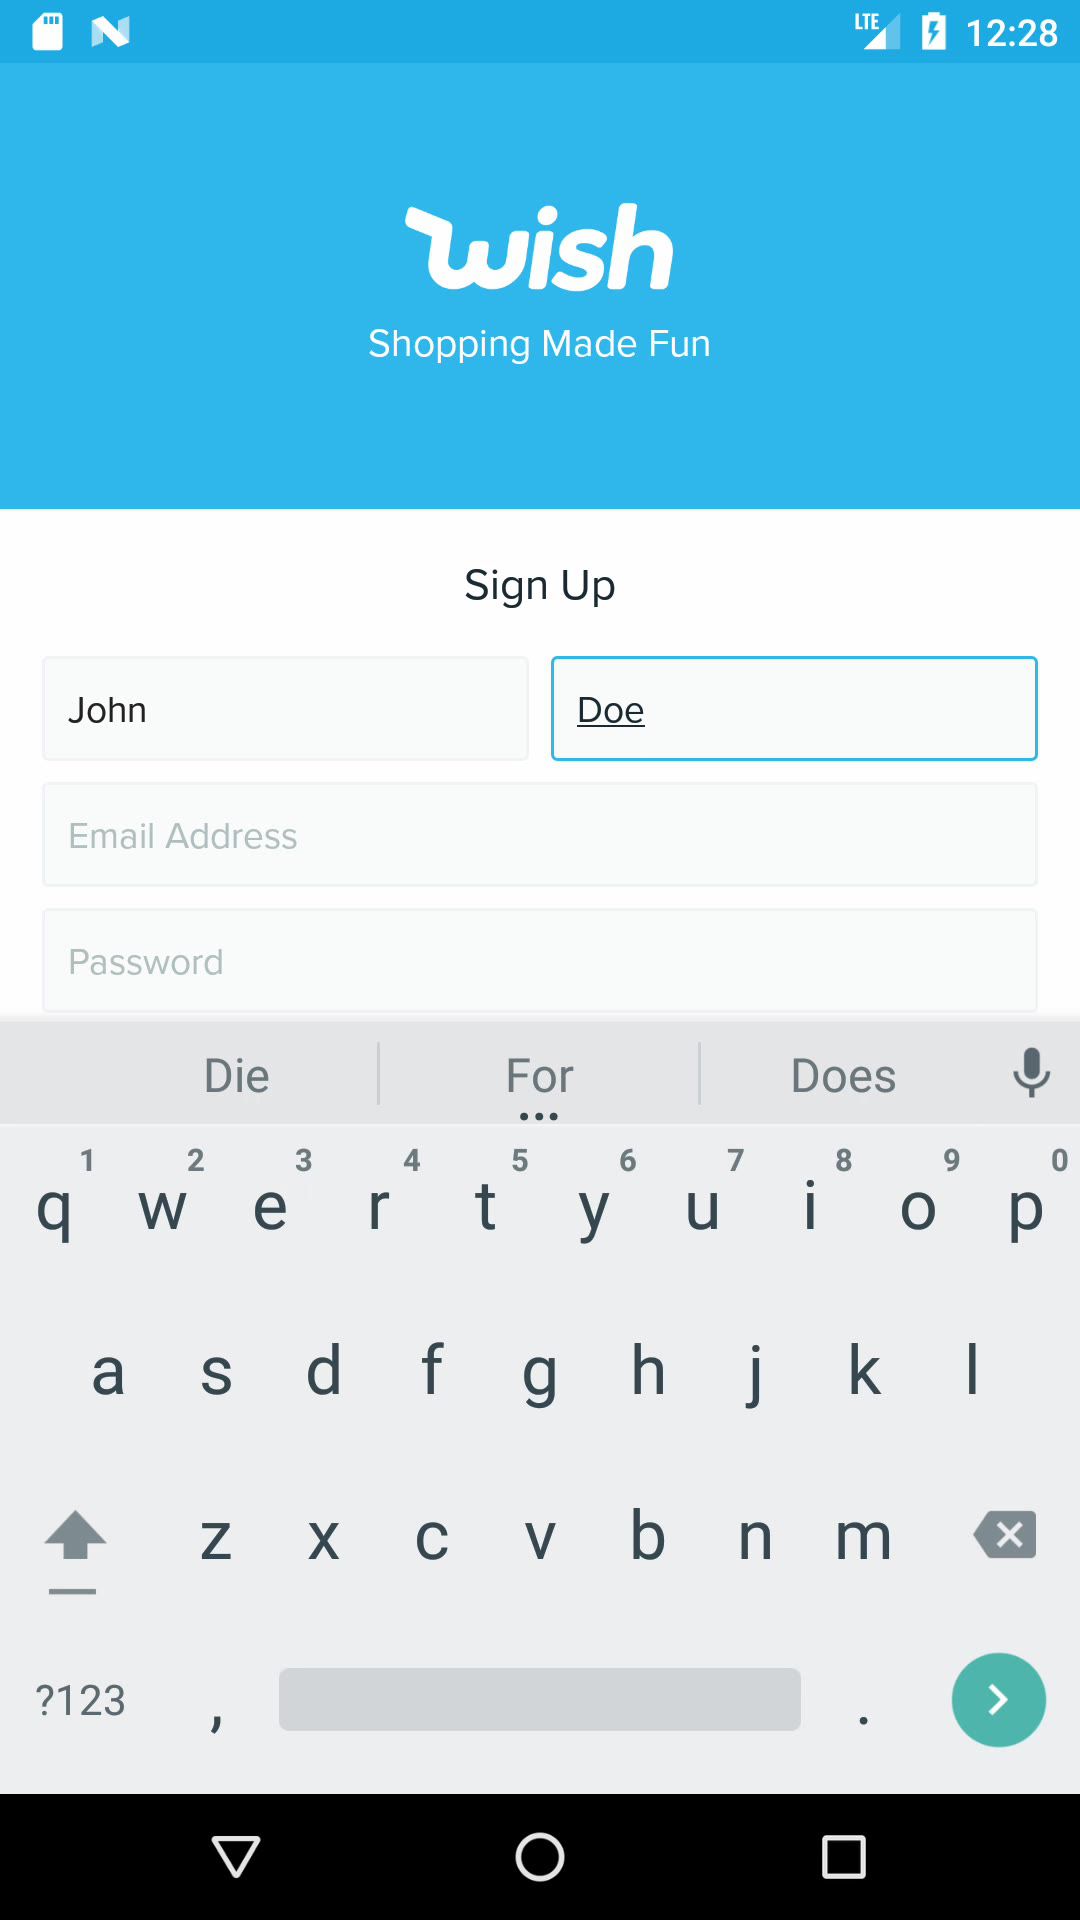 LTE 12:28
wish
Shopping Made Fun
Sign Up
John Doe
Email Address
Password
Die For Does
1 2 3 4 5 6 7 8 9 0
q w e r t y u i o p
a s d f g h j k l
z x c v b n m
?123 , .